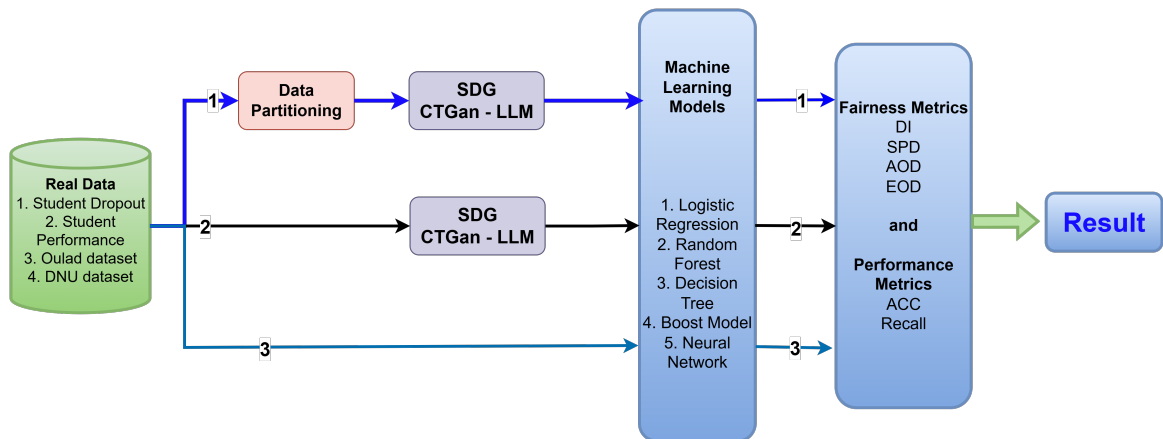 Real Data
1. Student Dropout
2. Student
Performance
3. Oulad dataset
4. DNU dataset
1
Data
Partitioning
SDG
CTGan - LLM
2
SDG
CTGan - LLM
3
Machine
Learning
Models
1. Logistic
Regression
2. Random
Forest
3. Decision
Tree
4. Boost Model
5. Neural
Network
1
2
3
Fairness Metrics
DI
SPD
AOD
EOD
and
Performance
Metrics
ACC
Recall
Result